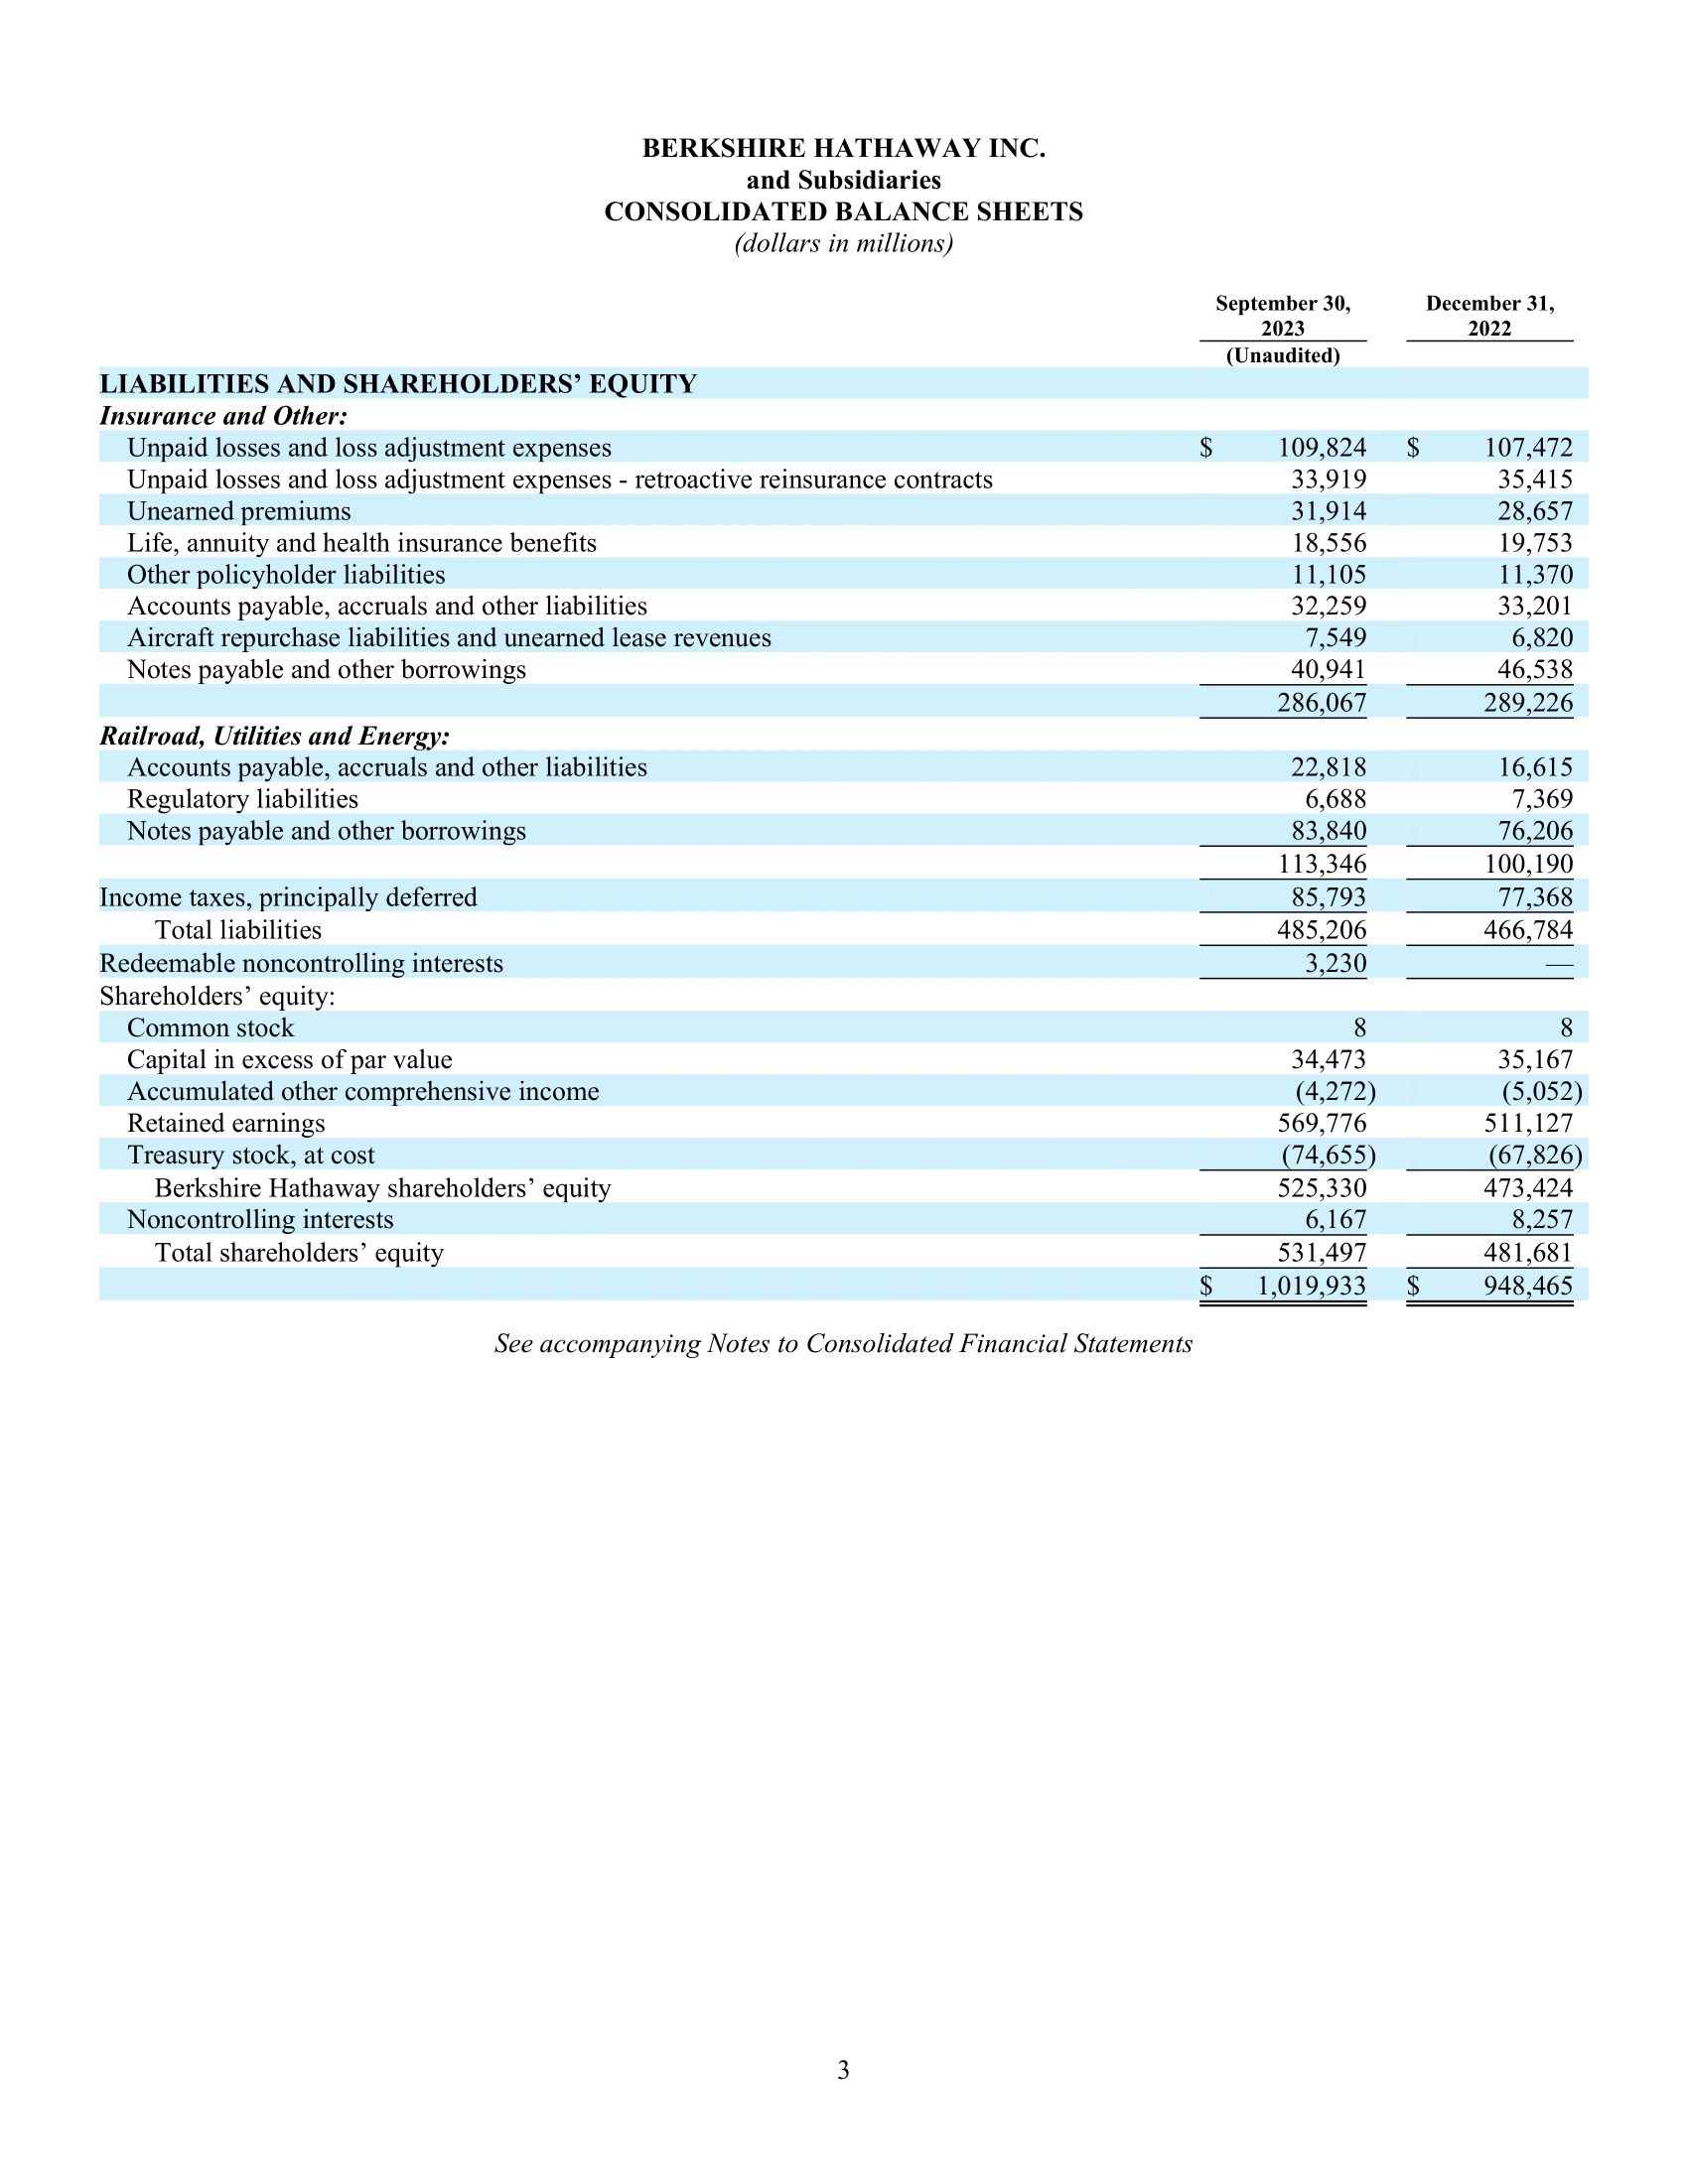 BERKSHIRE HATHAWAY INC.
and Subsidiaries
CONSOLIDATED BALANCE SHEETS
(dollars in millions)
September 30, 2023 December 31, 2022
(Unaudited)
LIABILITIES AND SHAREHOLDERS’ EQUITY
Insurance and Other:
Unpaid losses and loss adjustment expenses $ 109,824 $ 107,472
Unpaid losses and loss adjustment expenses - retroactive reinsurance contracts 33,919 35,415
Unearned premiums 31,914 28,657
Life, annuity and health insurance benefits 18,556 19,753
Other policyholder liabilities 11,105 11,370
Accounts payable, accruals and other liabilities 32,259 33,201
Aircraft repurchase liabilities and unearned lease revenues 7,549 6,820
Notes payable and other borrowings 40,941 46,538
286,067 289,226
Railroad, Utilities and Energy:
Accounts payable, accruals and other liabilities 22,818 16,615
Regulatory liabilities 6,688 7,369
Notes payable and other borrowings 83,840 76,206
113,346 100,190
Income taxes, principally deferred 85,793 77,368
Total liabilities 485,206 466,784
Redeemable noncontrolling interests 3,230 —
Shareholders’ equity:
Common stock 8 8
Capital in excess of par value 34,473 35,167
Accumulated other comprehensive income (4,272) (5,052)
Retained earnings 569,776 511,127
Treasury stock, at cost (74,655) (67,826)
Berkshire Hathaway shareholders’ equity 525,330 473,424
Noncontrolling interests 6,167 8,257
Total shareholders’ equity 531,497 481,681
$ 1,019,933 $ 948,465
See accompanying Notes to Consolidated Financial Statements
3